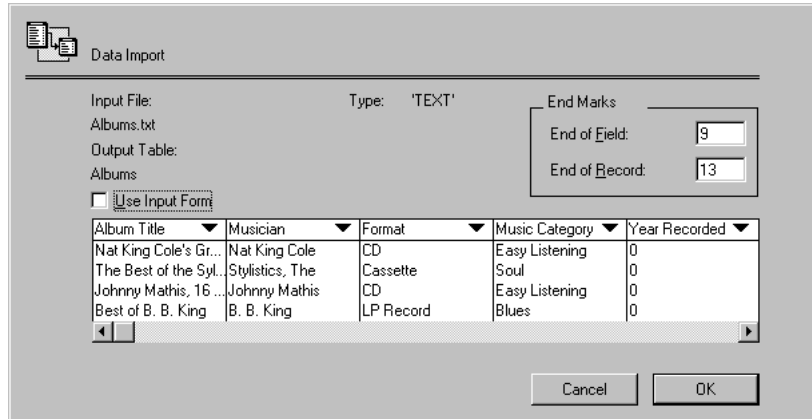 Data Import
Input File: Type: 'TEXT'
Albums.txt
Output Table:
Albums
Use Input Form
End Marks
End of Field: 9
End of Record: 13
Album Title Musician Format Music Category Year Recorded
Nat King Cole's Gr... Nat King Cole CD Easy Listening 0
The Best of the Syl... Stylistics, The Cassette Soul 0
Johnny Mathis, 16 ... Johnny Mathis CD Easy Listening 0
Best of B. B. King B. B. King LP Record Blues 0
Cancel OK